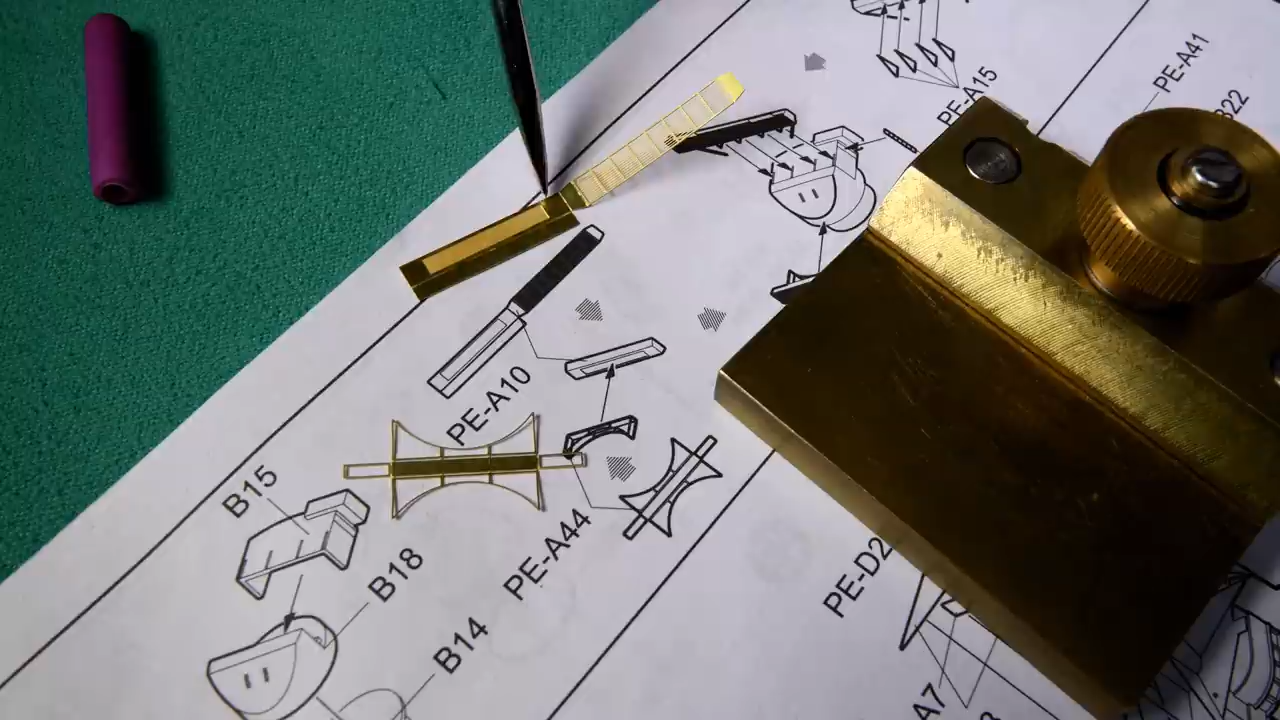 PE-A15
PE-A41
B22
PE-A10
B15
PE-A44
B18
B14
PE-D2
A7